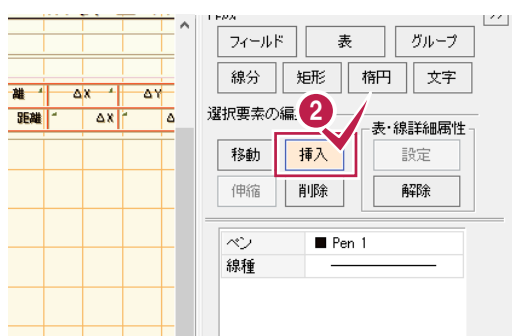 フィールド 表 グループ
線分 矩形 楕円 文字
選択要素の編
2
表・線詳細属性
移動 挿入 設定
伸縮 削除 解除
離 ΔX ΔY
距離 ΔX
ペン Pen 1
線種